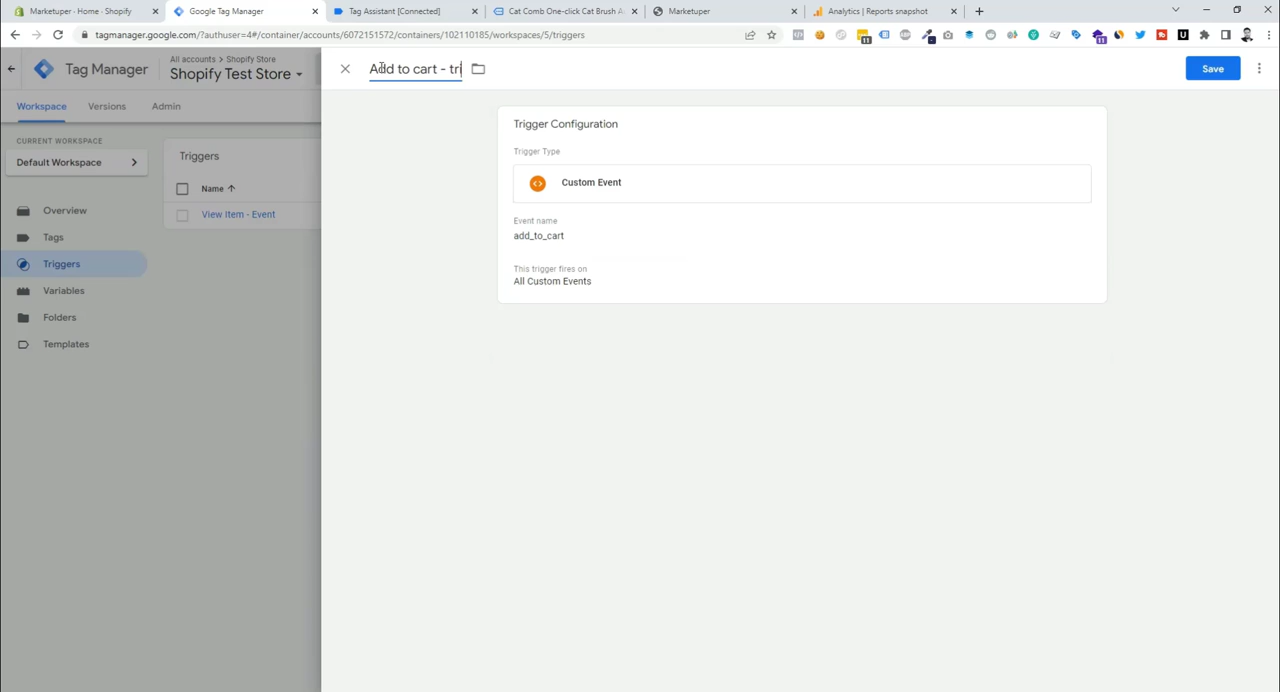 Marketuper · Home · Shopify
Google Tag Manager
Tag Assistant [Connected]
Cat Comb One-click Cat Brush A
Marketuper
Analytics | Reports snapshot
tagmanager.google.com/?authuser=4#/container/accounts/6072151572/containers/102110185/workspaces/5/triggers
Tag Manager
All accounts > Shopify Store
Shopify Test Store
Add to cart - tri
Save
Workspace
Versions
Admin
CURRENT WORKSPACE
Default Workspace
Overview
Tags
Triggers
Variables
Folders
Templates
Triggers
Name
View Item - Event
Trigger Configuration
Trigger Type
Custom Event
Event name
add_to_cart
This trigger fires on
All Custom Events